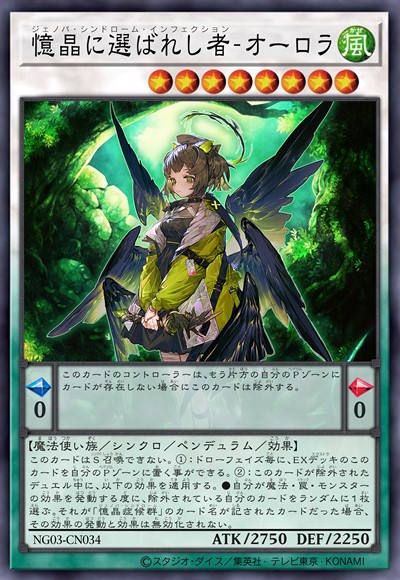 ジェノバ・シンドローム・インフェクション
憶晶に選ばれし者-オーロラ
かぜ
風
このカードのコントローラーは、もう片方の自分のPゾーンに
カードが存在しない場合にこのカードは除外する。
0
0
【魔法使い族／シンクロ／ペンデュラム／効果】
このカードはS召喚できない。①：ドローフェイズ毎に、EXデッキのこの
カードを自分のPゾーンに置く事ができる。②：このカードが除外された
デュエル中に、以下の効果を適用する。●自分が魔法・罠・モンスター
の効果を発動する度に、除外されている自分のカードをランダムに1枚
選ぶ。それが「憶晶症候群」のカード名が記されたカードだった場合、
その効果の発動と効果は無効化されない。
ATK/2750 DEF/2250
NG03-CN034
©スタジオ・ダイス／集英社・テレビ東京・KONAMI